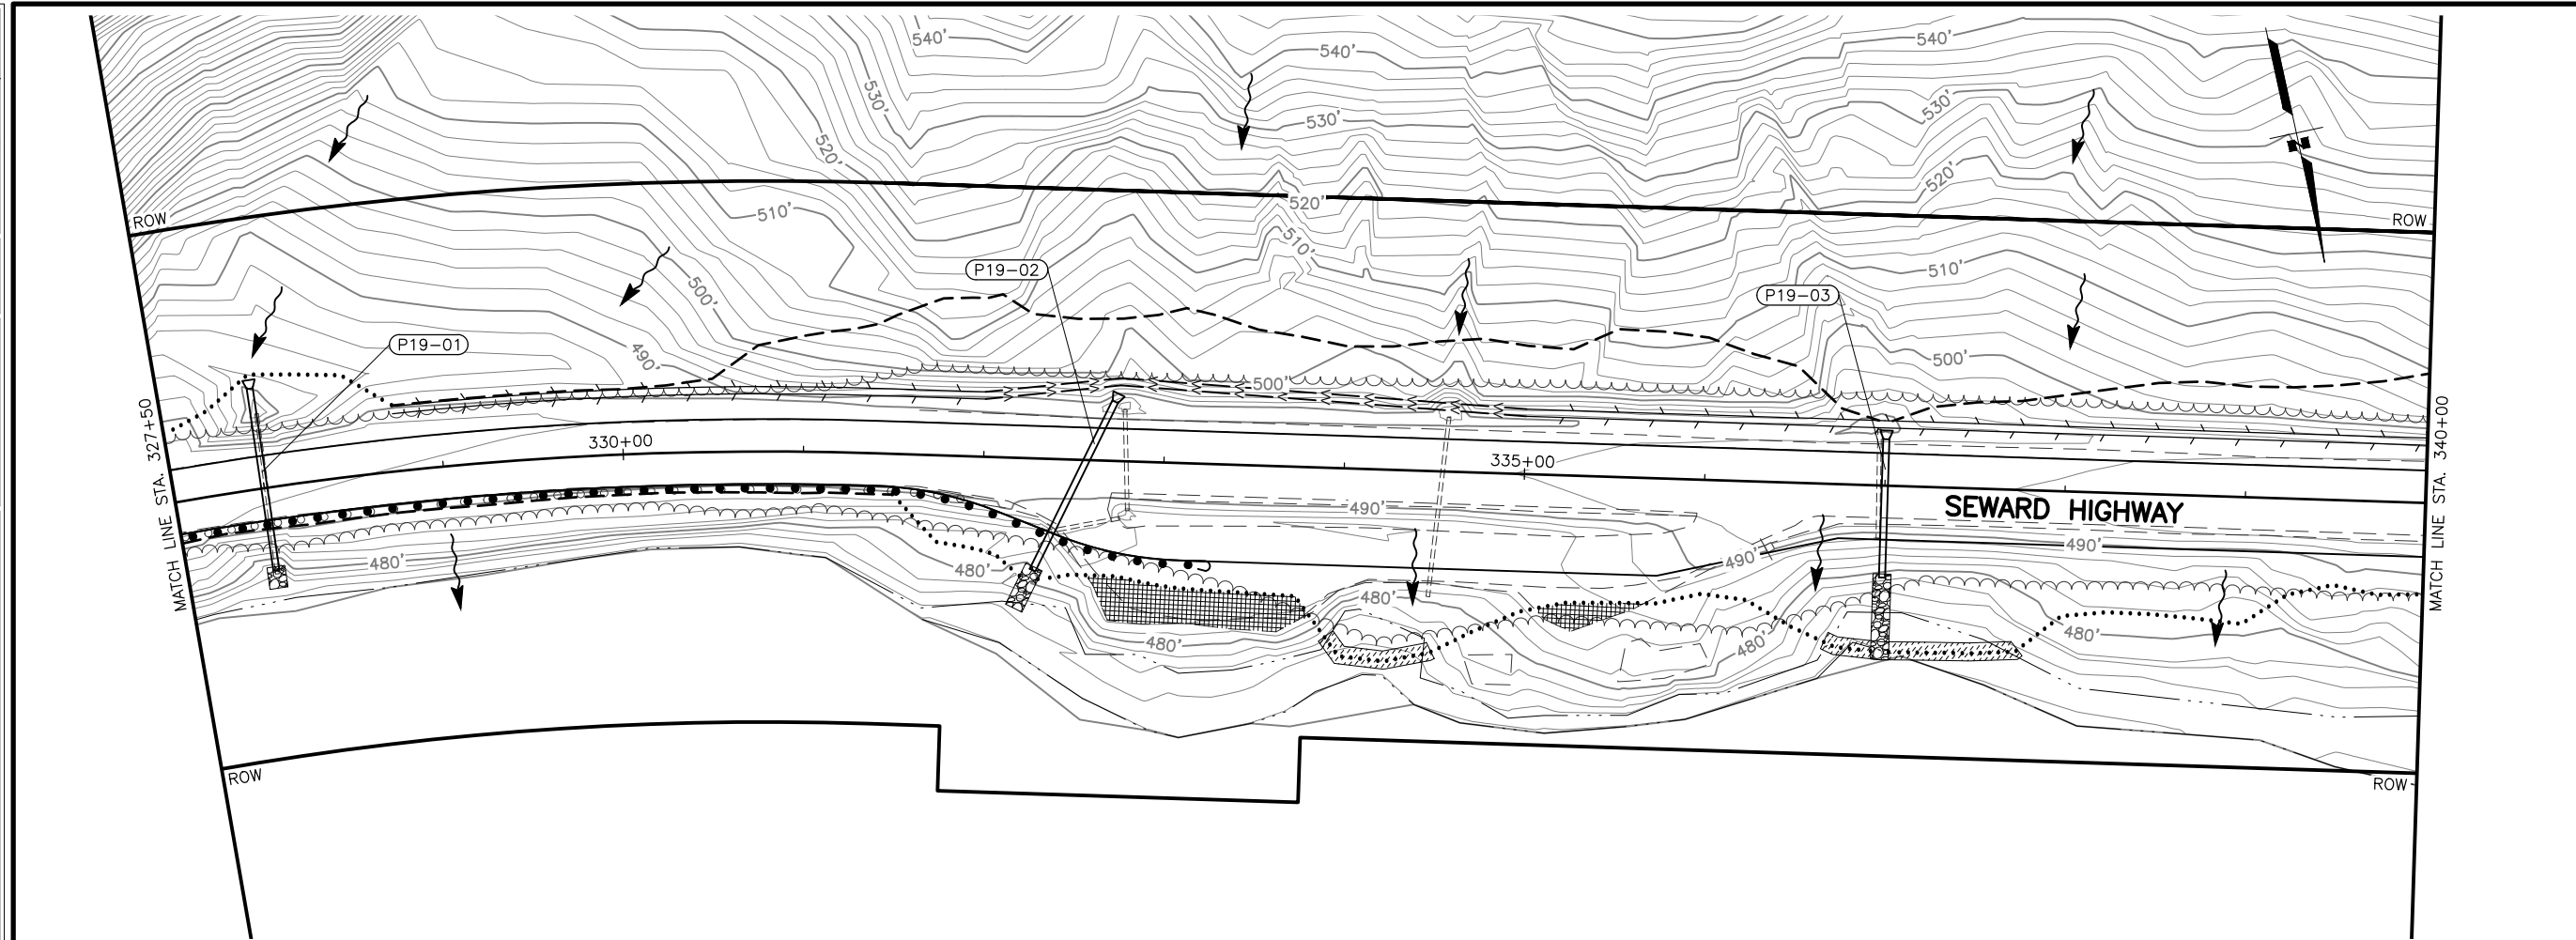 540'
540'
540'
530'
530'
530'
520'
520'
ROW
510'
520'
ROW
510'
P19-02
510'
500'
P19-03
P19-01
490'
500'
500'
MATCH LINE STA. 327+50
330+00
335+00
MATCH LINE STA. 340+00
490'
SEWARD HIGHWAY
490'
490'
480'
480'
480'
480'
480'
480'
ROW
ROW